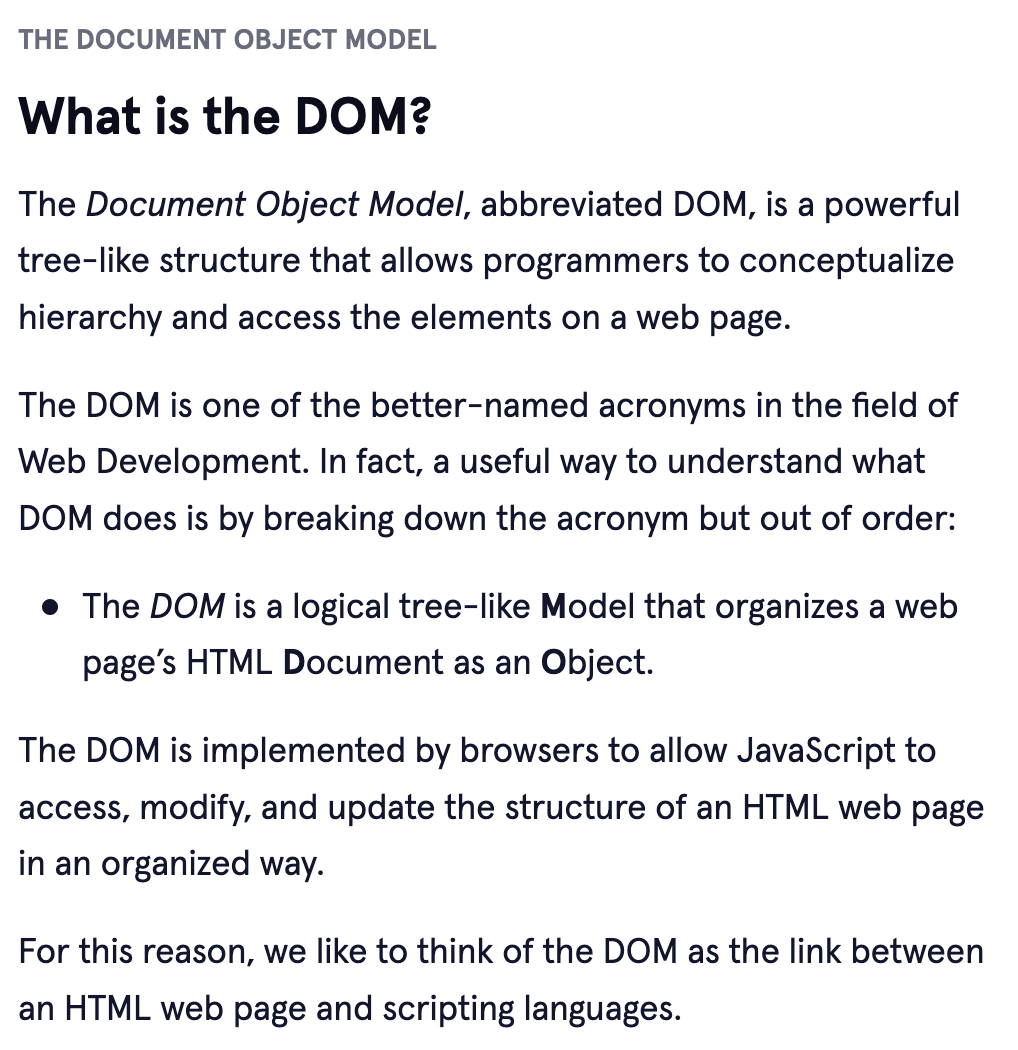 THE DOCUMENT OBJECT MODEL
What is the DOM?
The Document Object Model, abbreviated DOM, is a powerful
tree-like structure that allows programmers to conceptualize
hierarchy and access the elements on a web page.
The DOM is one of the better-named acronyms in the field of
Web Development. In fact, a useful way to understand what
DOM does is by breaking down the acronym but out of order:
• The DOM is a logical tree-like Model that organizes a web
page’s HTML Document as an Object.
The DOM is implemented by browsers to allow JavaScript to
access, modify, and update the structure of an HTML web page
in an organized way.
For this reason, we like to think of the DOM as the link between
an HTML web page and scripting languages.